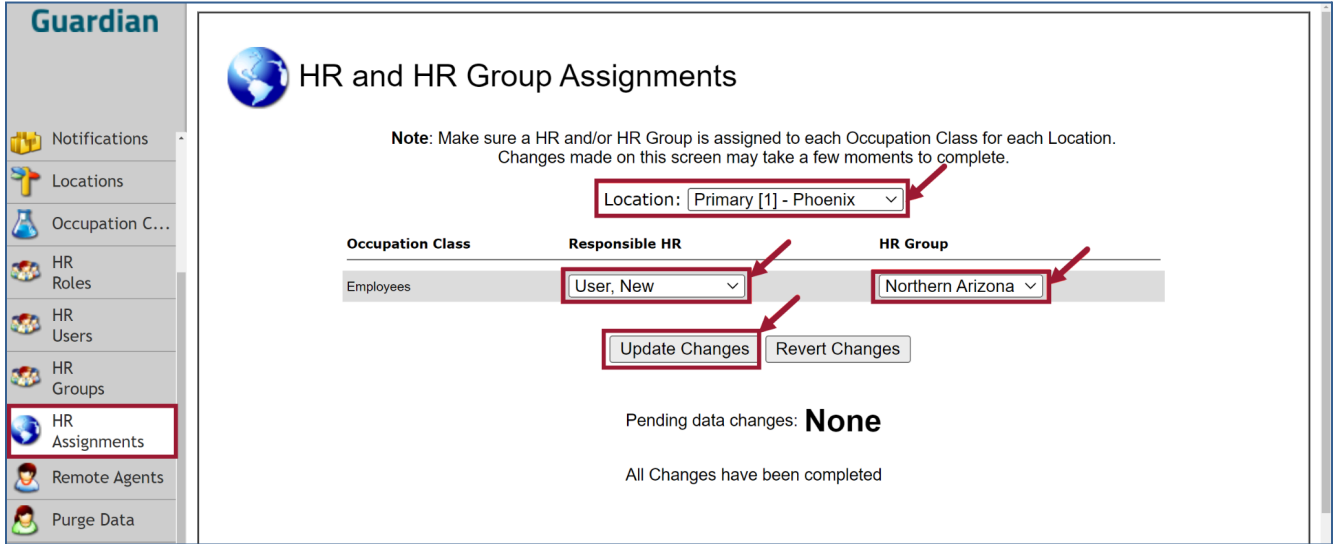 Guardian
Notifications
Locations
Occupation C...
HR
Roles
HR
Users
HR
Groups
HR
Assignments
Remote Agents
Purge Data
HR and HR Group Assignments
Note: Make sure a HR and/or HR Group is assigned to each Occupation Class for each Location.
Changes made on this screen may take a few moments to complete.
Location: Primary [1] - Phoenix
Occupation Class Responsible HR HR Group
Employees User, New Northern Arizona
Update Changes Revert Changes
Pending data changes: None
All Changes have been completed